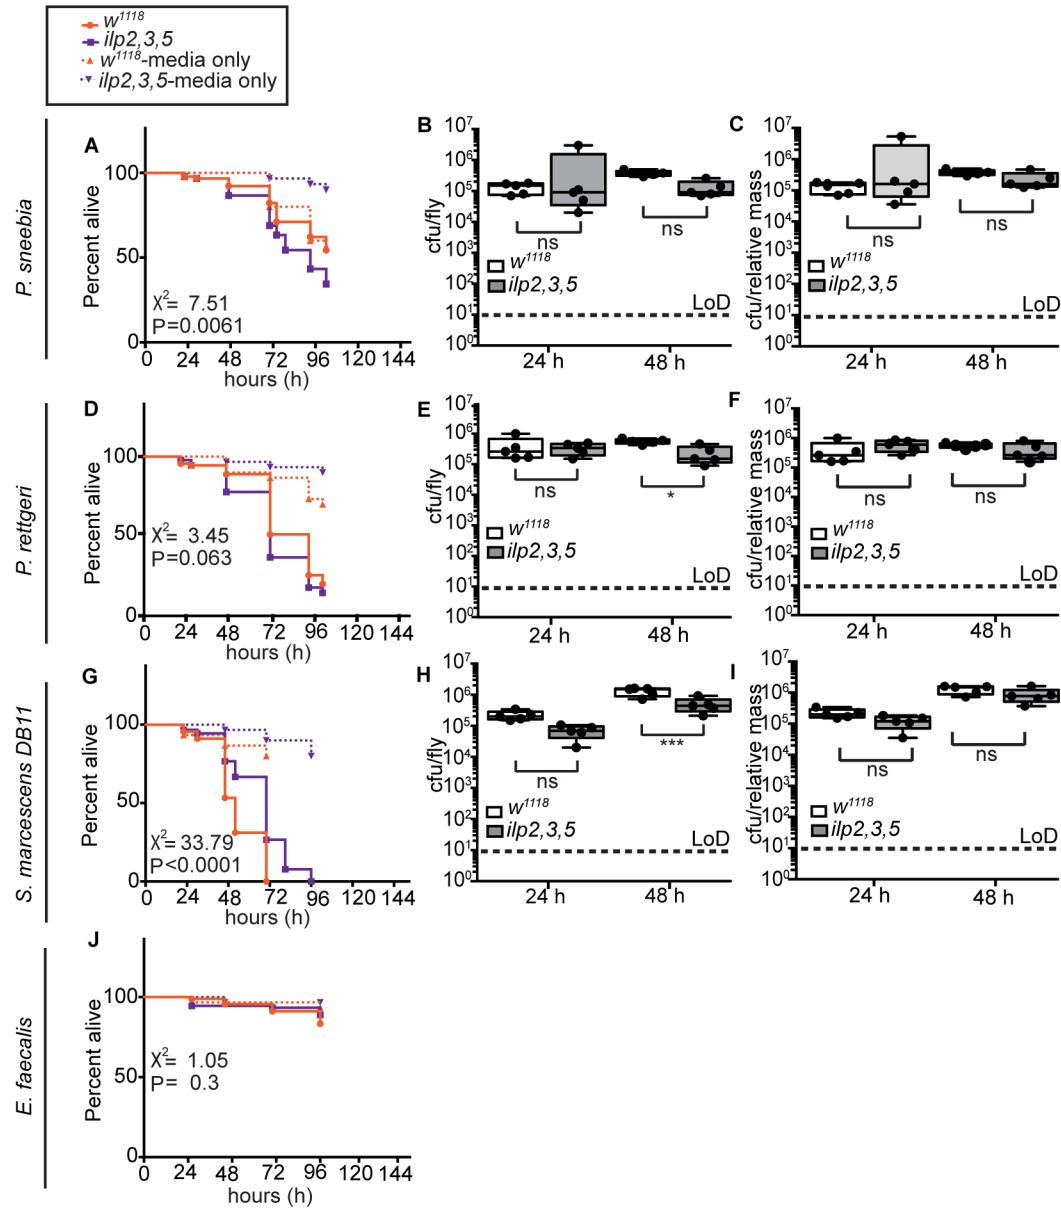 w1118
ilp2,3,5
w1118-media only
ilp2,3,5-media only
P. sneebia
A
Percent alive
100
50
0
χ2= 7.51
P=0.0061
0 24 48 72 96 120 144
hours (h)
B
cfu/fly
107
106
105
104
103
102
101
100
ns
ns
w1118
ilp2,3,5
LoD
24 h 48 h
C
cfu/relative mass
107
106
105
104
103
102
101
100
ns
ns
w1118
ilp2,3,5
LoD
24 h 48 h
P. rettgeri
D
Percent alive
100
50
0
χ2= 3.45
P=0.063
0 24 48 72 96 120 144
hours (h)
E
cfu/fly
107
106
105
104
103
102
101
100
ns
*
w1118
ilp2,3,5
LoD
24 h 48 h
F
cfu/relative mass
107
106
105
104
103
102
101
100
ns
ns
w1118
ilp2,3,5
LoD
24 h 48 h
S. marcescens DB11
G
Percent alive
100
50
0
χ2= 33.79
P<0.0001
0 24 48 72 96 120 144
hours (h)
H
cfu/fly
107
106
105
104
103
102
101
100
ns
***
w1118
ilp2,3,5
LoD
24 h 48 h
I
cfu/relative mass
107
106
105
104
103
102
101
100
ns
ns
w1118
ilp2,3,5
LoD
24 h 48 h
E. faecalis
J
Percent alive
100
50
0
χ2= 1.05
P= 0.3
0 24 48 72 96 120 144
hours (h)